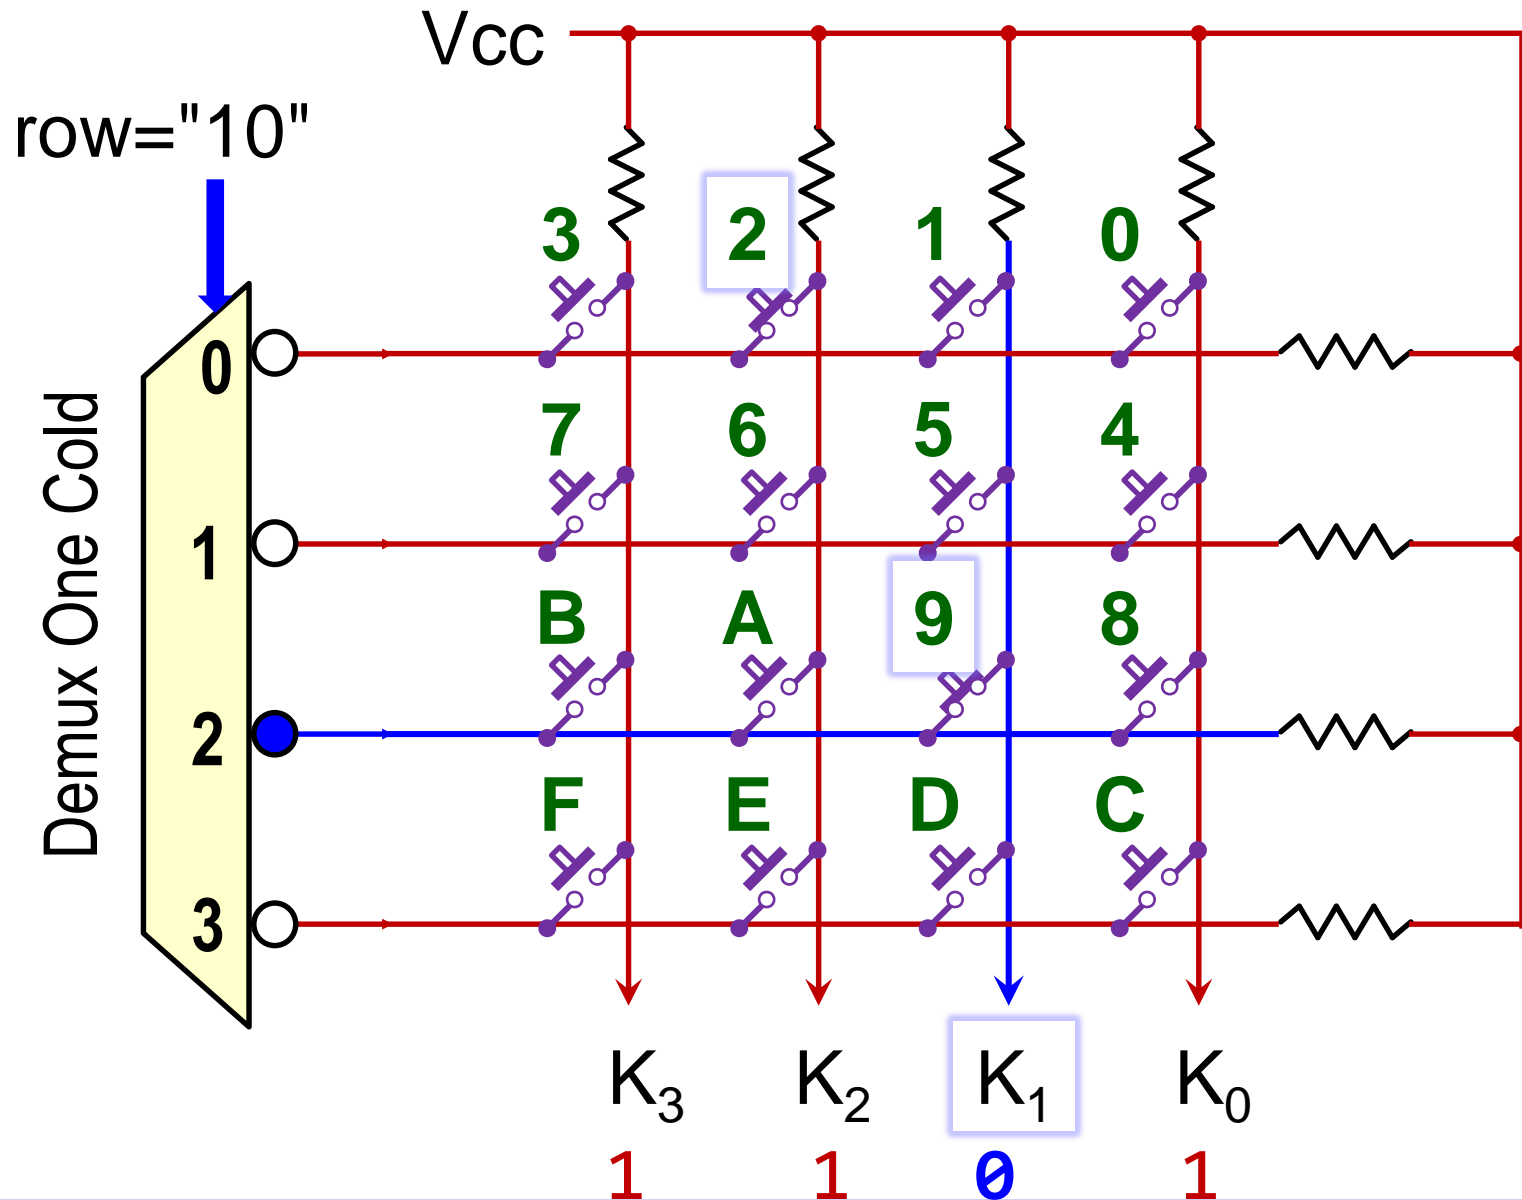 Vcc
row="10"
3 2 1 0
0
7 6 5 4
1
B A 9 8
2
F E D C
3
Demux One Cold
K3 K2 K1 K0
1 1 0 1